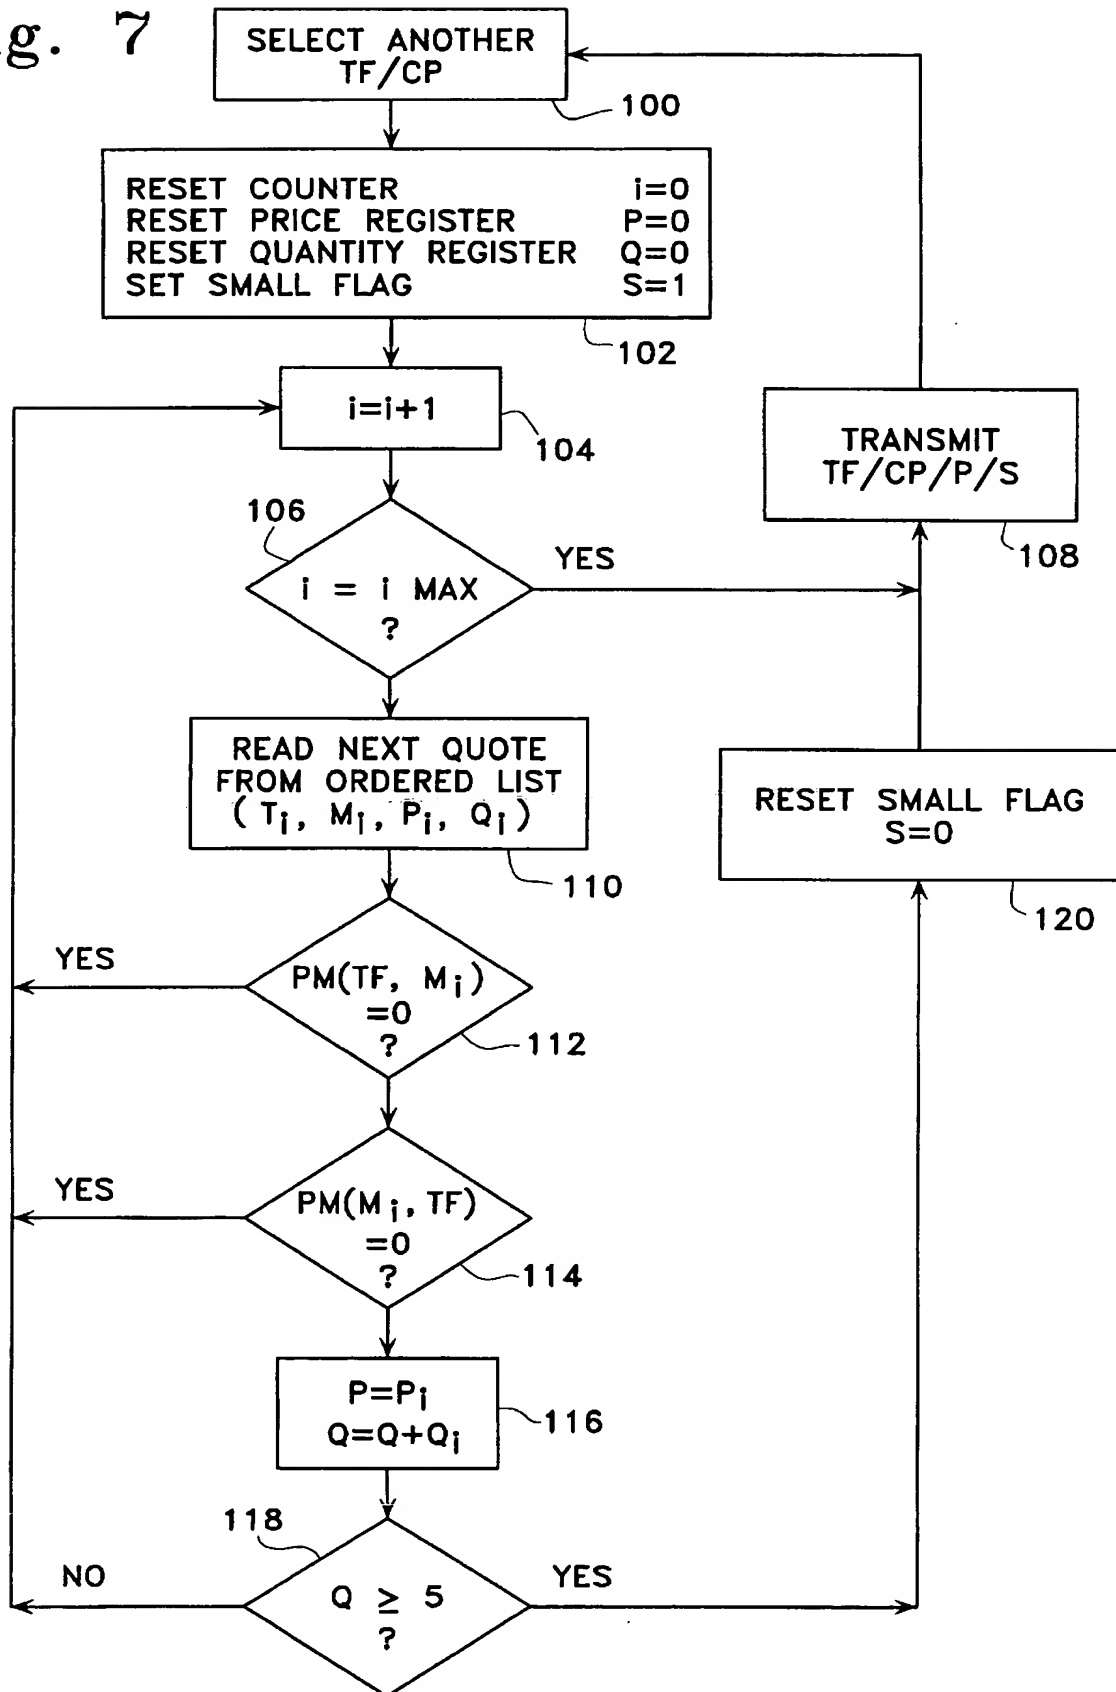 g. 7
SELECT ANOTHER
TF/CP
100
RESET COUNTER i=0
RESET PRICE REGISTER P=0
RESET QUANTITY REGISTER Q=0
SET SMALL FLAG S=1
102
i=i+1
104
106
i = i MAX
?
YES
TRANSMIT
TF/CP/P/S
108
READ NEXT QUOTE
FROM ORDERED LIST
( Ti, Mi, Pi, Qi )
110
RESET SMALL FLAG
S=0
120
YES
PM(TF, Mi)
=0
?
112
YES
PM(Mi, TF)
=0
?
114
P=Pi
Q=Q+Qi
116
118
NO
Q ≥ 5
?
YES